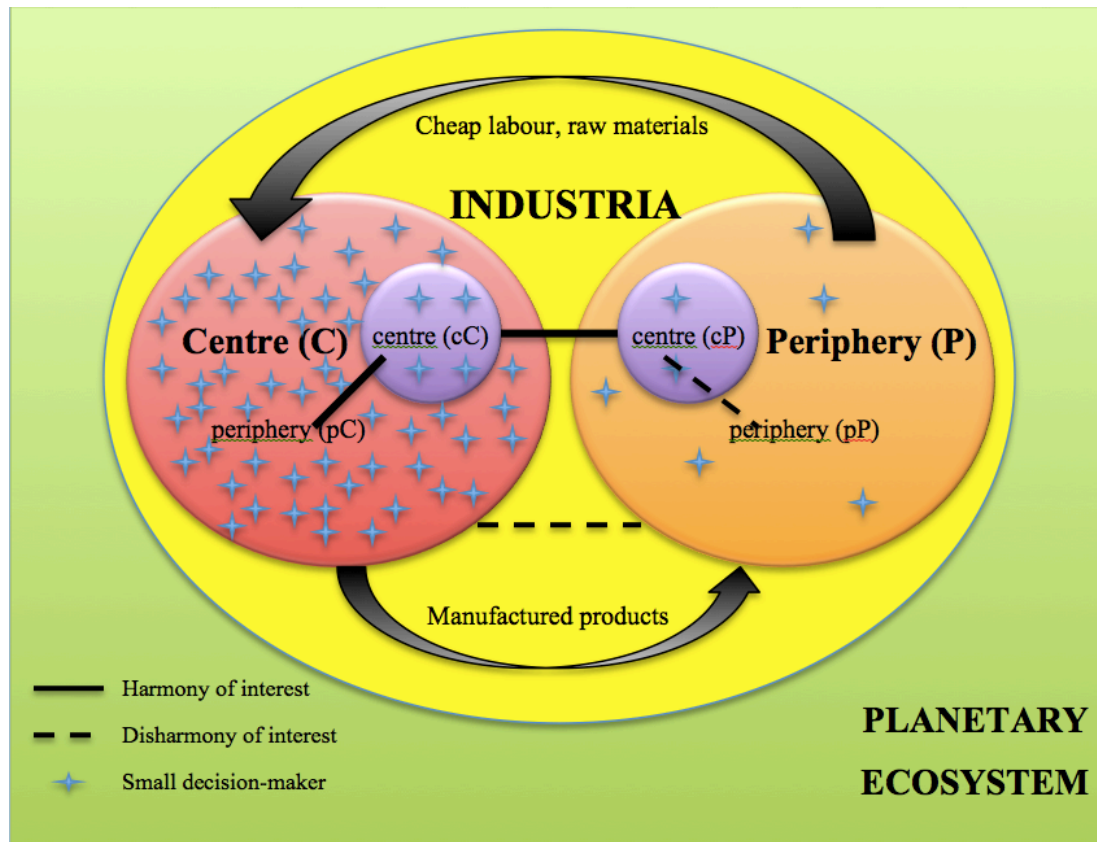 Cheap labour, raw materials
INDUSTRIA
Centre (C)
centre (cC)
centre (cP)
Periphery (P)
periphery (pC)
periphery (pP)
Manufactured products
Harmony of interest
Disharmony of interest
Small decision-maker
PLANETARY
ECOSYSTEM